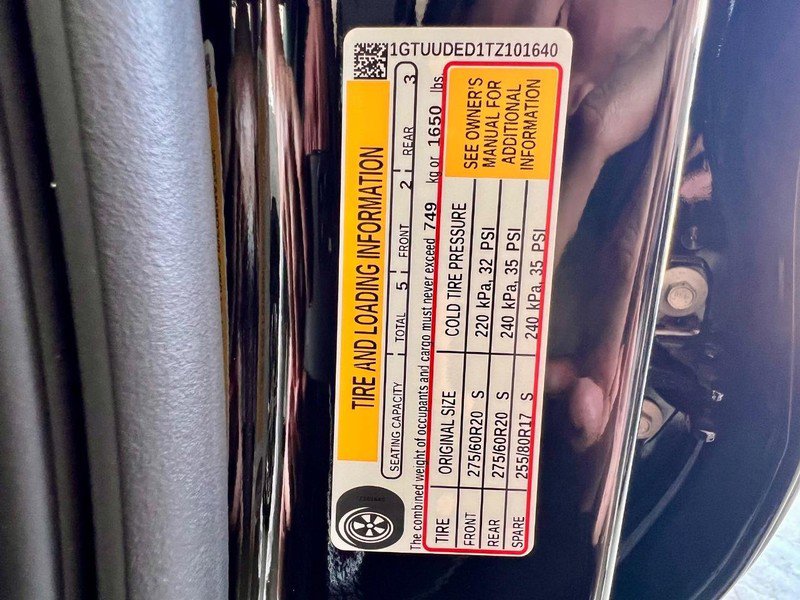 1GTUUDED1TZ101640
TIRE AND LOADING INFORMATION
SEATING CAPACITY TOTAL 5 FRONT 2 REAR 3
The combined weight of occupants and cargo must never exceed 749 kg or 1650 lbs.
TIRE ORIGINAL SIZE COLD TIRE PRESSURE
FRONT 275/60R20 S 220 kPa, 32 PSI
REAR 275/60R20 S 240 kPa, 35 PSI
SPARE 255/80R17 S 240 kPa, 35 PSI
SEE OWNER'S
MANUAL FOR
ADDITIONAL
INFORMATION